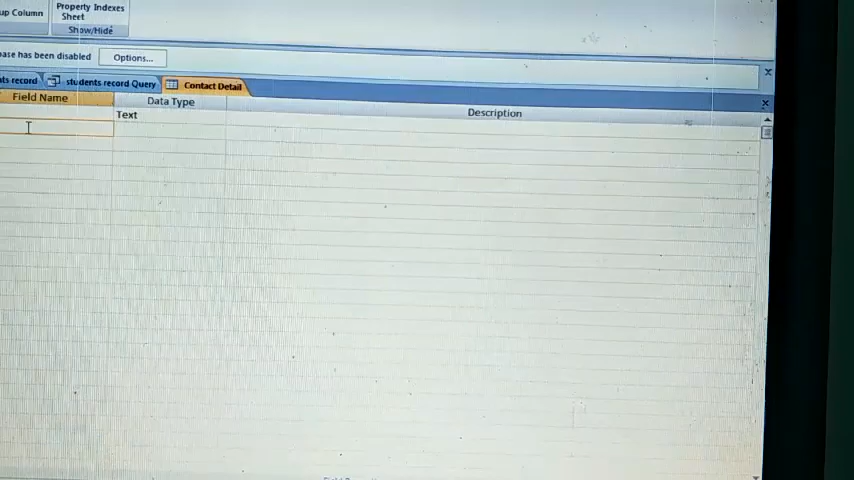 up Column
Property Indexes
Sheet
Show/Hide
ase has been disabled
Options...
ts record
students record Query
Contact Detail
Field Name
Data Type
Description
Text